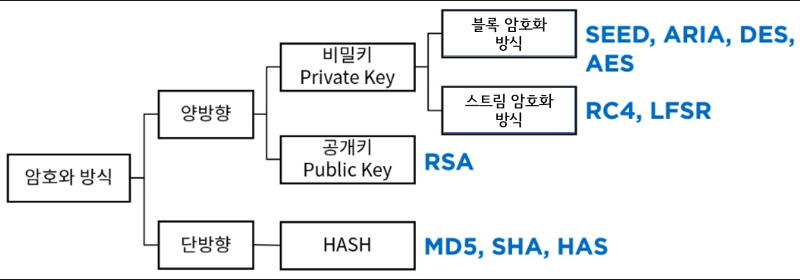 블록 암호화
방식
SEED, ARIA, DES,
AES
비밀키
Private Key
스트림 암호화
방식
RC4, LFSR
양방향
공개키
Public Key
RSA
암호와 방식
단방향
HASH
MD5, SHA, HAS